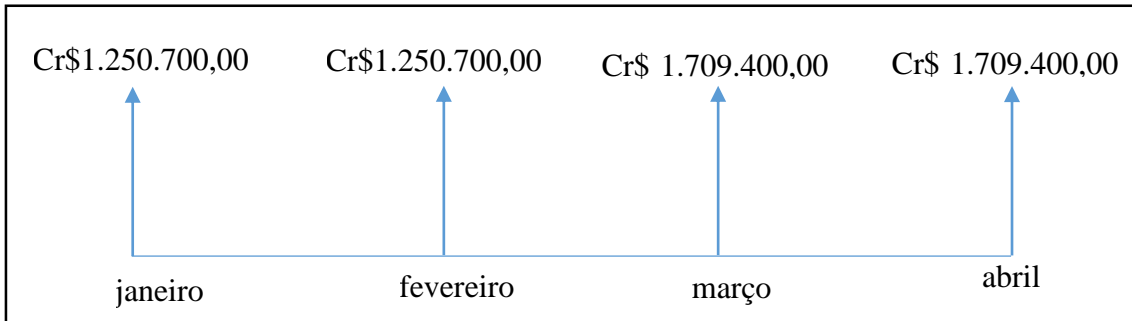 Cr$1.250.700,00
Cr$1.250.700,00
Cr$ 1.709.400,00
Cr$ 1.709.400,00
janeiro
fevereiro
março
abril